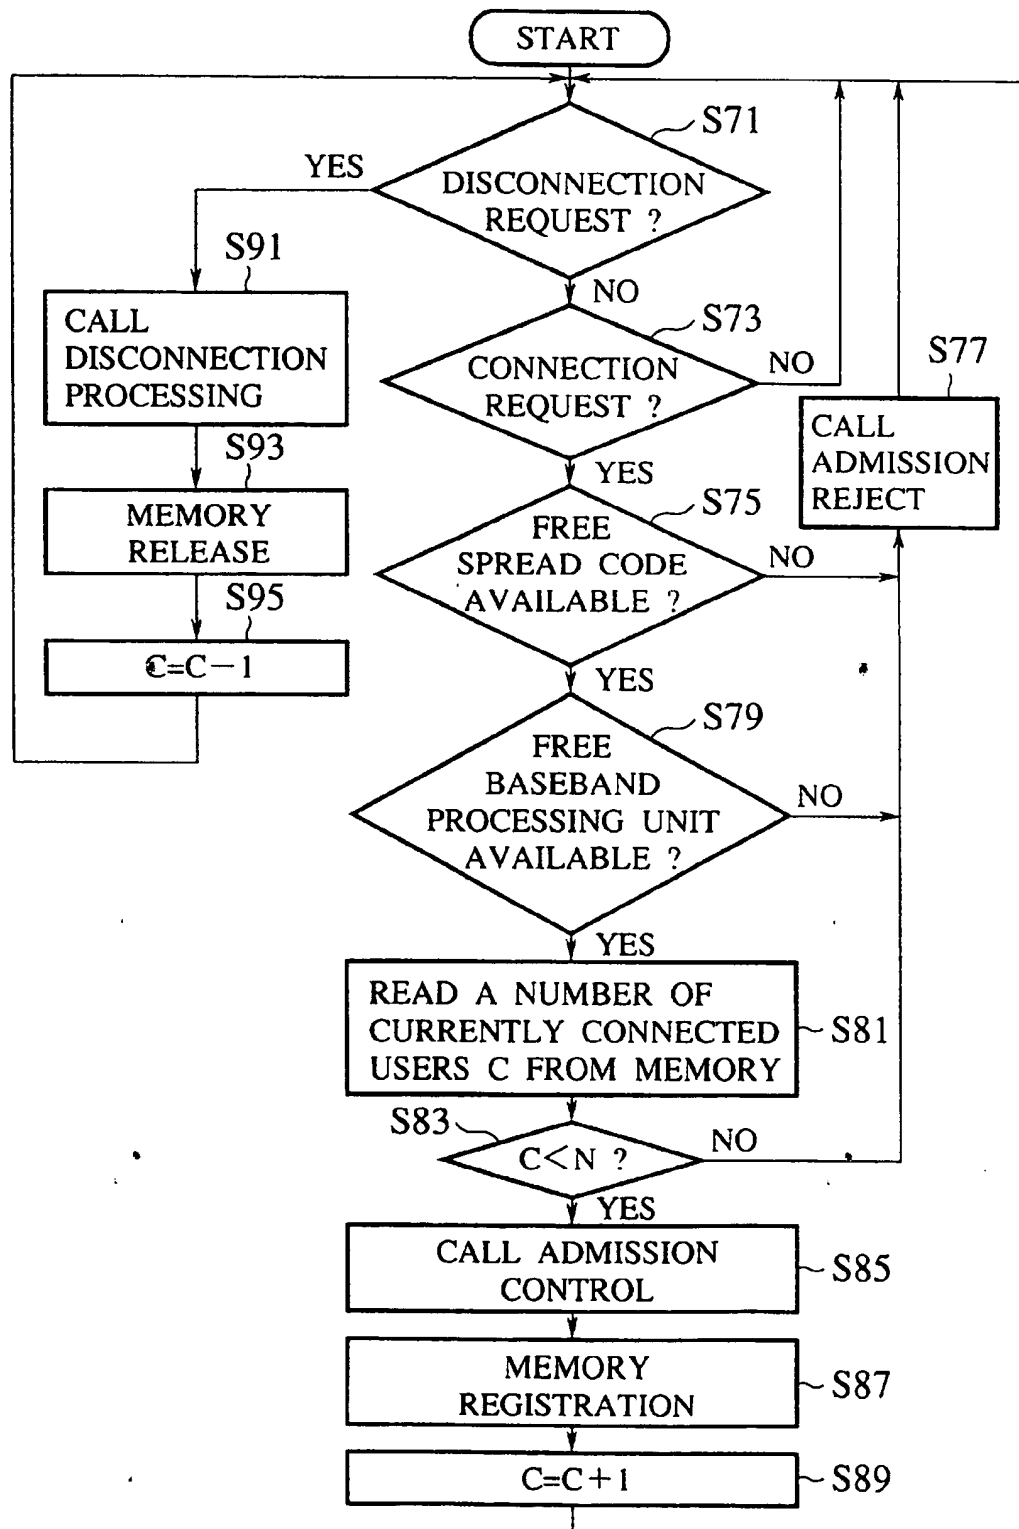 START
S71
YES
DISCONNECTION
REQUEST ?
S91
NO
CALL
DISCONNECTION
PROCESSING
S73
CONNECTION
REQUEST ?
NO
S77
CALL
ADMISSION
REJECT
S93
YES
MEMORY
RELEASE
S75
FREE
SPREAD CODE
AVAILABLE ?
NO
S95
C=C-1
YES
S79
FREE
BASEBAND
PROCESSING UNIT
AVAILABLE ?
NO
YES
READ A NUMBER OF
CURRENTLY CONNECTED
USERS C FROM MEMORY
S81
S83
C<N ?
NO
YES
CALL ADMISSION
CONTROL
S85
MEMORY
REGISTRATION
S87
C=C+1
S89